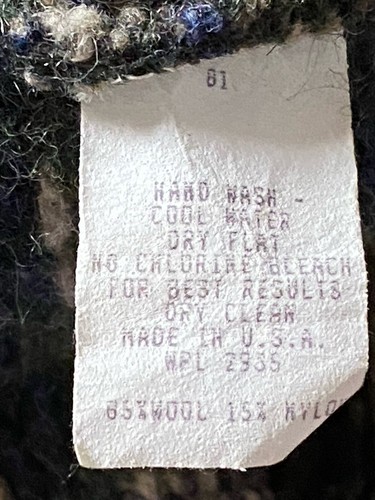 81
HAND WASH -
COOL WATER
DRY FLAT
NO CHLORINE BLEACH
FOR BEST RESULTS
DRY CLEAN
MADE IN U.S.A.
WPL 2935
85%WOOL 15% NYLON